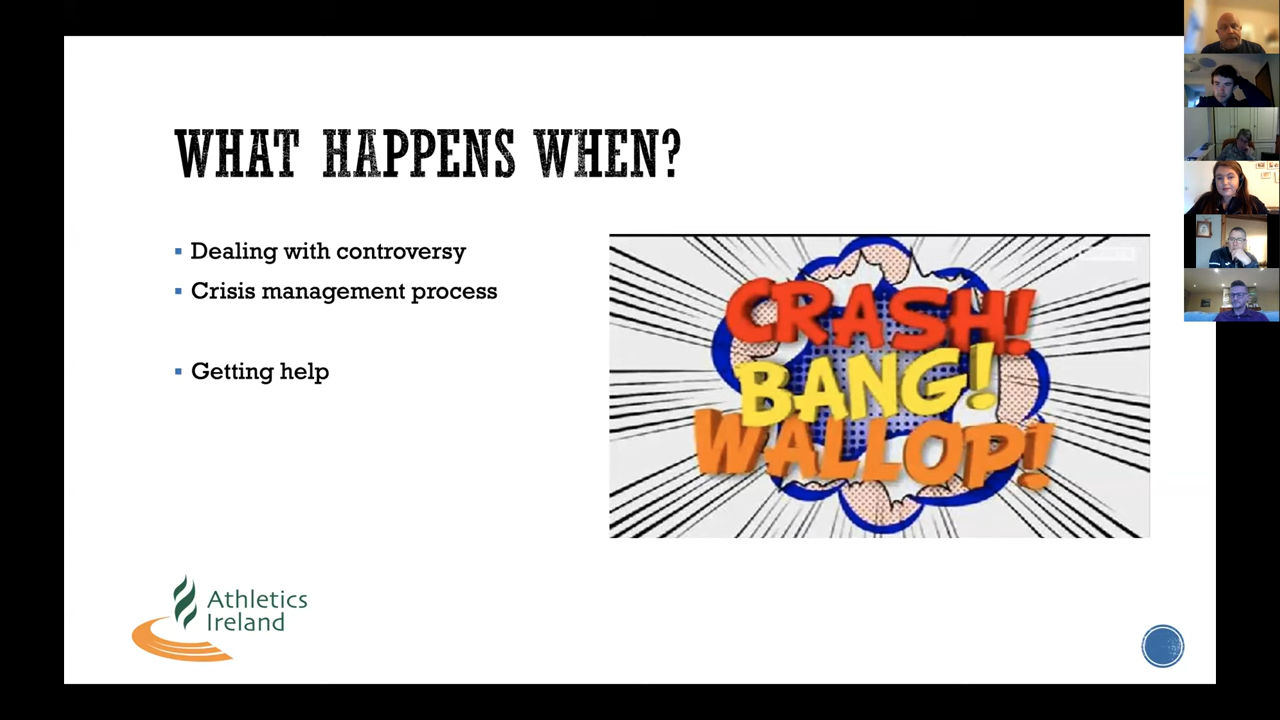 WHAT HAPPENS WHEN?
Dealing with controversy
Crisis management process
Getting help
CRASH!
BANG!
WALLOP!
Athletics
Ireland